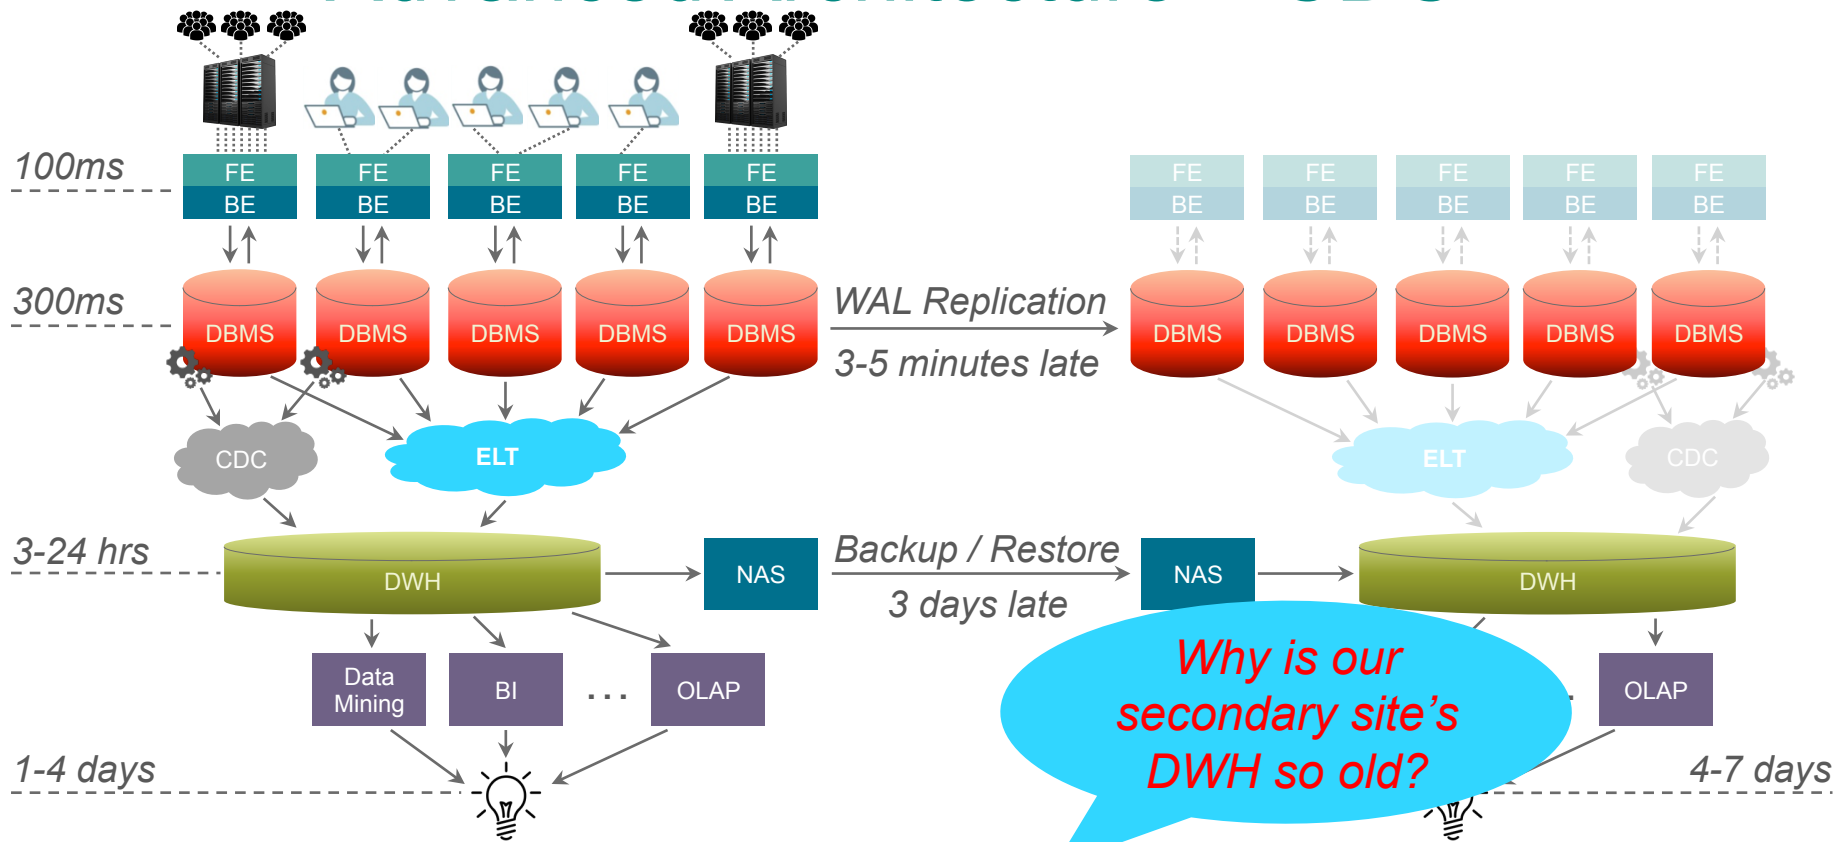 100ms
FE
FE
FE
FE
FE
FE
FE
FE
FE
FE
BE
BE
BE
BE
BE
BE
BE
BE
BE
BE
300ms
DBMS
DBMS
DBMS
DBMS
DBMS
WAL Replication
3-5 minutes late
DBMS
DBMS
DBMS
DBMS
DBMS
CDC
ELT
ELT
CDC
3-24 hrs
DWH
NAS
Backup / Restore
3 days late
NAS
DWH
Data
Mining
BI
...
OLAP
Why is our
secondary site's
DWH so old?
OLAP
1-4 days
4-7 days